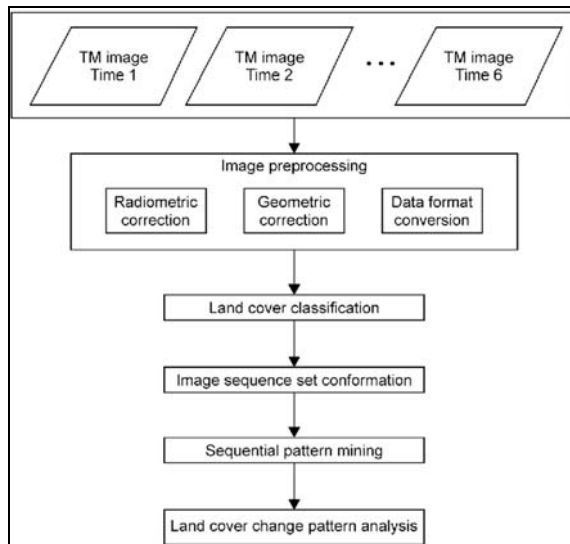 TM image TM image TM image
Time 1 Time 2 ... Time 6
Image preprocessing
Radiometric Geometric Data format
correction correction conversion
Land cover classification
Image sequence set conformation
Sequential pattern mining
Land cover change pattern analysis